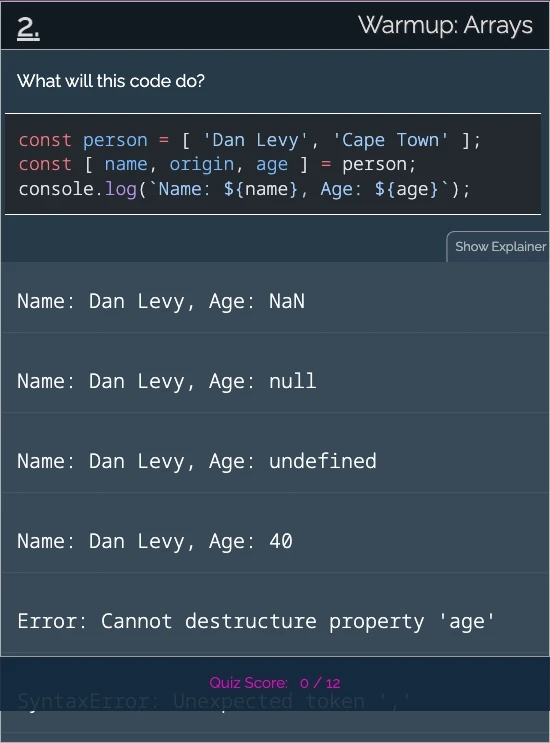 2.
Warmup: Arrays
What will this code do?
const person = [ 'Dan Levy', 'Cape Town' ];
const [ name, origin, age ] = person;
console.log(`Name: ${name}, Age: ${age}`);
Show Explainer
Name: Dan Levy, Age: NaN
Name: Dan Levy, Age: null
Name: Dan Levy, Age: undefined
Name: Dan Levy, Age: 40
Error: Cannot destructure property 'age'
Quiz Score: 0 / 12
SyntaxError: Unexpected token ','